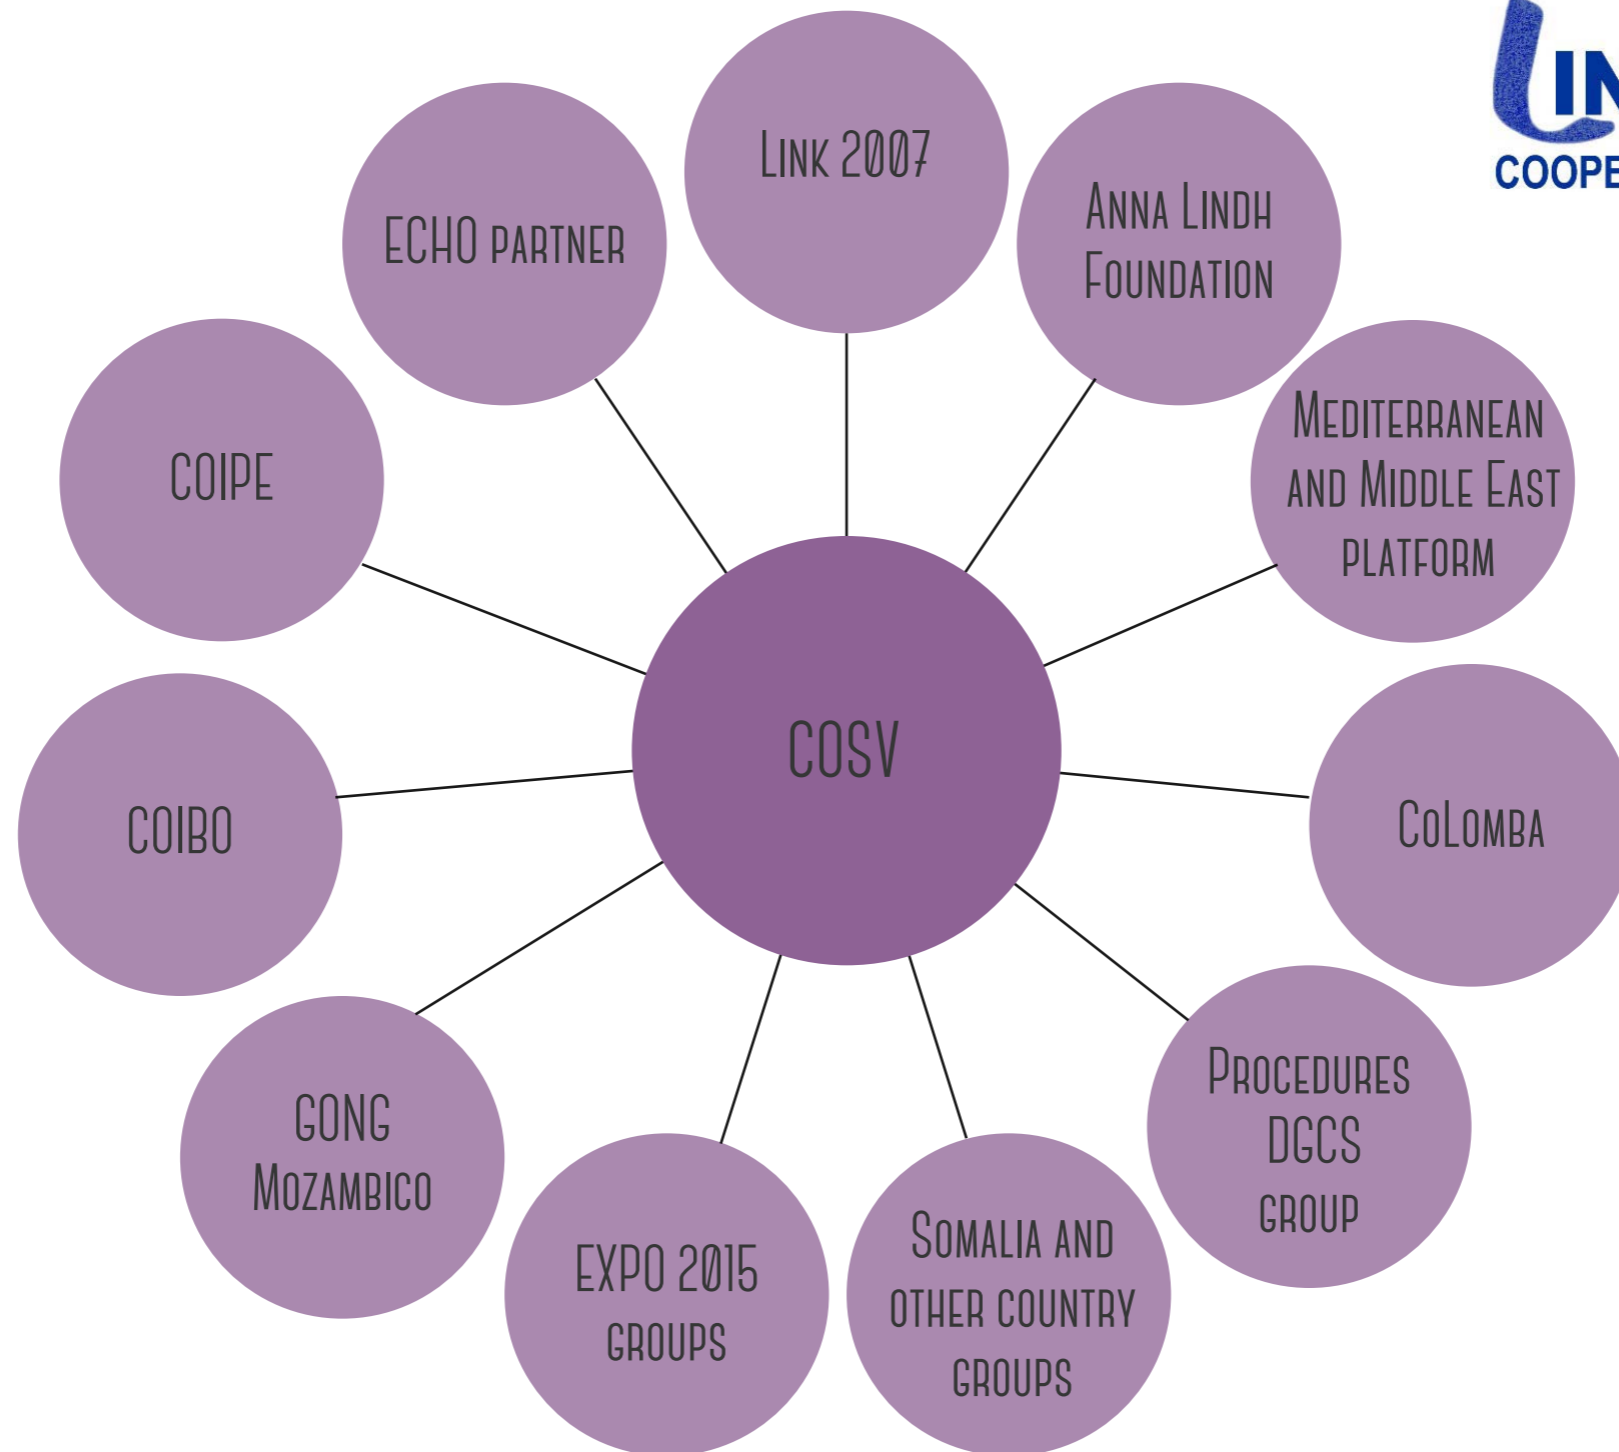 Link 2007
IN
COOPE
ECHO partner
Anna Lindh
Foundation
Mediterranean
and Middle East
platform
COIPE
COSV
CoLomba
COIBO
Procedures
DGCS
group
GONG
Mozambico
Somalia and
other country
groups
EXPO 2015
groups